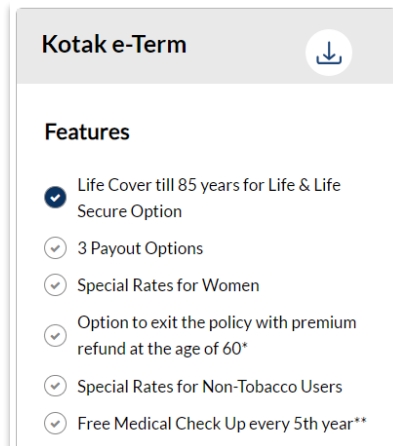 Kotak e-Term
Features
Life Cover till 85 years for Life & Life
Secure Option
3 Payout Options
Special Rates for Women
Option to exit the policy with premium
refund at the age of 60*
Special Rates for Non-Tobacco Users
Free Medical Check Up every 5th year**